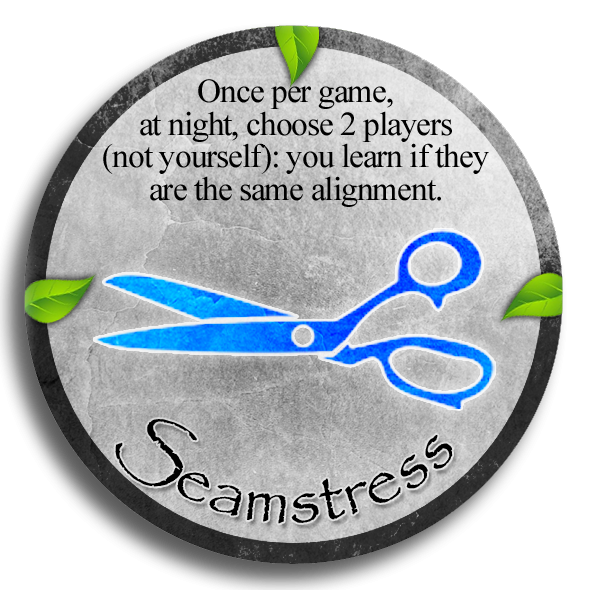 Once per game,
at night, choose 2 players
(not yourself): you learn if they
are the same alignment.
Seamstress